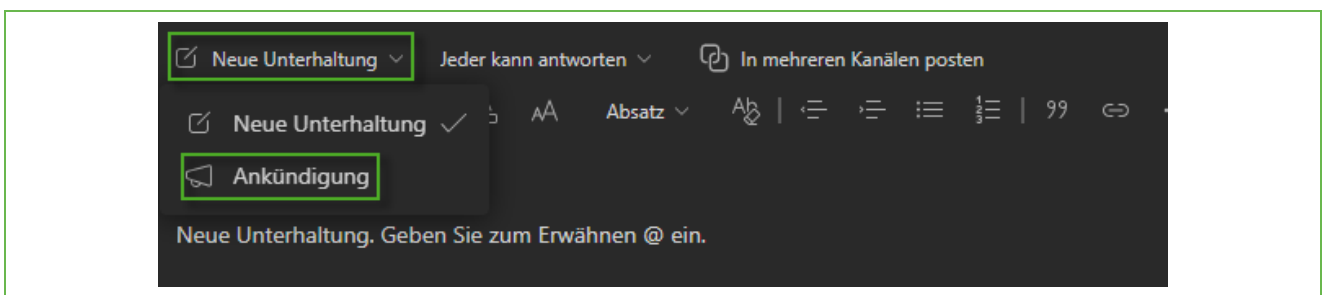 Neue Unterhaltung Jeder kann antworten In mehreren Kanälen posten
Absatz
Neue Unterhaltung
Ankündigung
Neue Unterhaltung. Geben Sie zum Erwähnen @ ein.